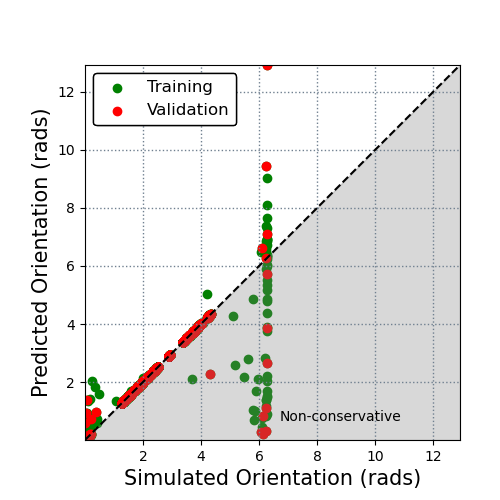 Training
Validation
12
10
8
6
4
2
Predicted Orientation (rads)
Non-conservative
2 4 6 8 10 12
Simulated Orientation (rads)